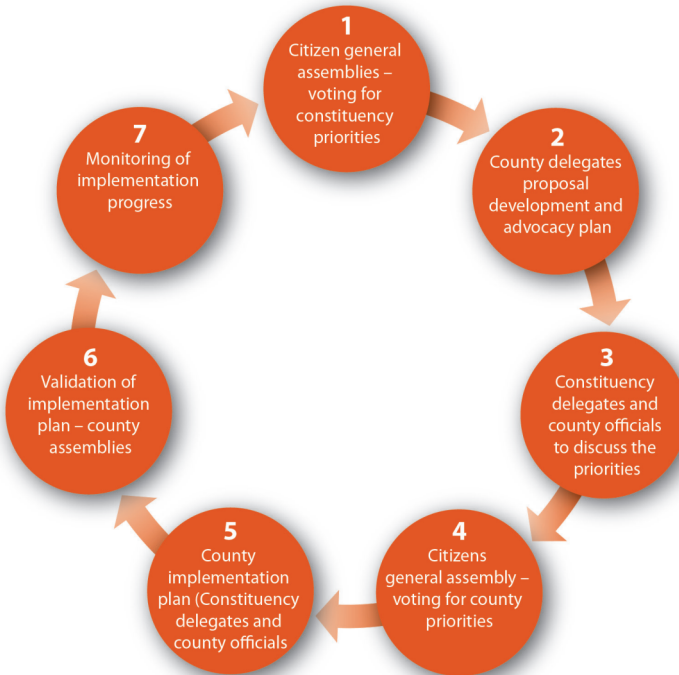 1
Citizen general
assemblies –
voting for
constituency
priorities
2
County delegates
proposal
development and
advocacy plan
3
Constituency
delegates and
county officials
to discuss the
priorities
4
Citizens
general assembly –
voting for county
priorities
5
County
implementation
plan (Constituency
delegates and
county officials
6
Validation of
implementation
plan – county
assemblies
7
Monitoring of
implementation
progress